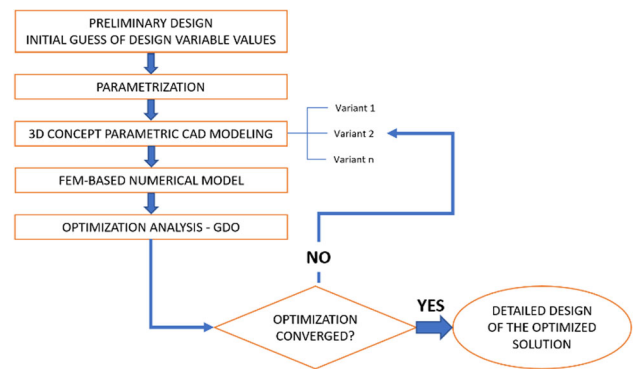 PRELIMINARY DESIGN
INITIAL GUESS OF DESIGN VARIABLE VALUES
PARAMETRIZATION
3D CONCEPT PARAMETRIC CAD MODELING
Variant 1
Variant 2
Variant n
FEM-BASED NUMERICAL MODEL
OPTIMIZATION ANALYSIS - GDO
NO
OPTIMIZATION
CONVERGED?
YES
DETAILED DESIGN
OF THE OPTIMIZED
SOLUTION